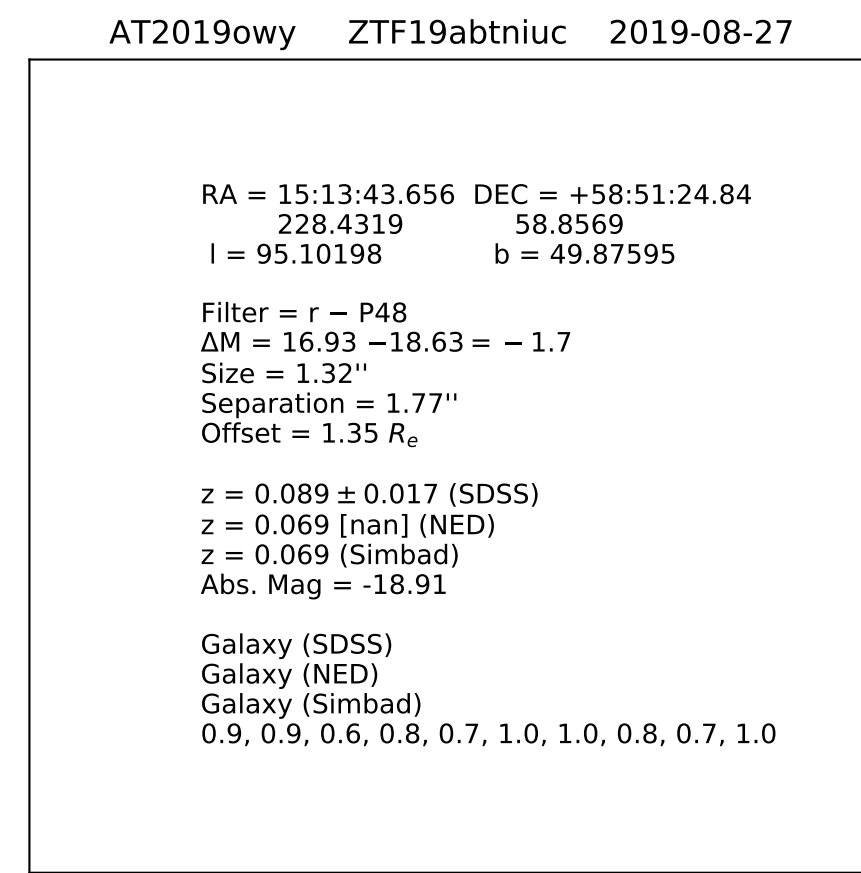 AT2019owy ZTF19abtniuc 2019-08-27
RA = 15:13:43.656 DEC = +58:51:24.84
228.4319 58.8569
l = 95.10198 b = 49.87595
Filter = r − P48
ΔM = 16.93 −18.63 = − 1.7
Size = 1.32''
Separation = 1.77''
Offset = 1.35 Rₑ
z = 0.089 ± 0.017 (SDSS)
z = 0.069 [nan] (NED)
z = 0.069 (Simbad)
Abs. Mag = -18.91
Galaxy (SDSS)
Galaxy (NED)
Galaxy (Simbad)
0.9, 0.9, 0.6, 0.8, 0.7, 1.0, 1.0, 0.8, 0.7, 1.0